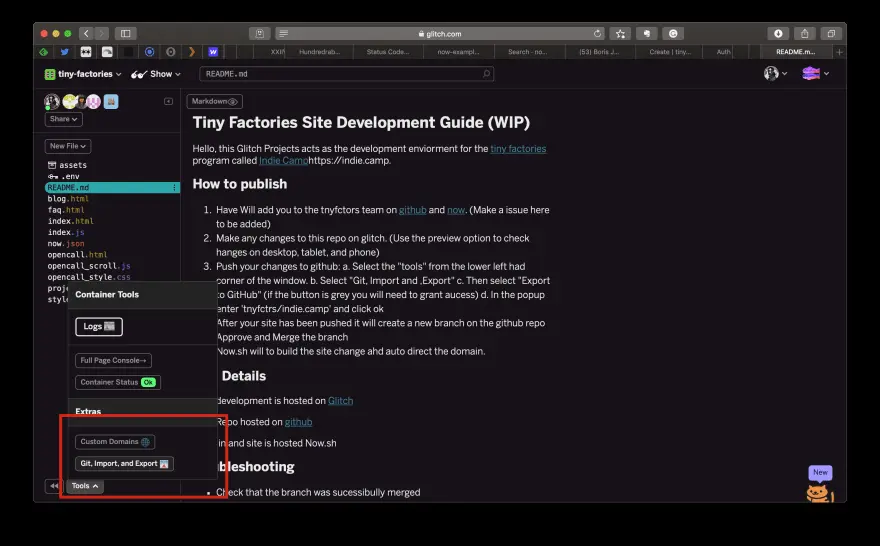 glitch.com
W
XXIV
Hundredrab...
Status Code...
now-exampl...
Search - no...
(53) Boris J...
Create | tiny...
Auth
README.m...
tiny-factories
Show
README.md
Share
Markdown
Tiny Factories Site Development Guide (WIP)
New File
Hello, this Glitch Projects acts as the development enviorment for the tiny factories
program called Indie Camphttps://indie.camp.
assets
.env
README.md
blog.html
faq.html
index.html
index.js
now.json
opencall.html
opencall_scroll.js
opencall_style.css
proje
style
How to publish
1. Have Will add you to the tnyfctors team on github and now. (Make a issue here
to be added)
2. Make any changes to this repo on glitch. (Use the preview option to check
hanges on desktop, tablet, and phone)
3. Push your changes to github: a. Select the "tools" from the lower left had
corner of the window. b. Select "Git, Import and ,Export" c. Then select "Export
to GitHub" (if the button is grey you will need to grant aucess) d. In the popup
enter 'tnyfctrs/indie.camp' and click ok
After your site has been pushed it will create a new branch on the github repo
Approve and Merge the branch
Now.sh will to build the site change ahd auto direct the domain.
Details
development is hosted on Glitch
Repo hosted on github
in and site is hosted Now.sh
ubleshooting
Check that the branch was sucessibully merged
Container Tools
Logs
Full Page Console→
Container Status Ok
Extras
Custom Domains
Git, Import, and Export
Tools
New